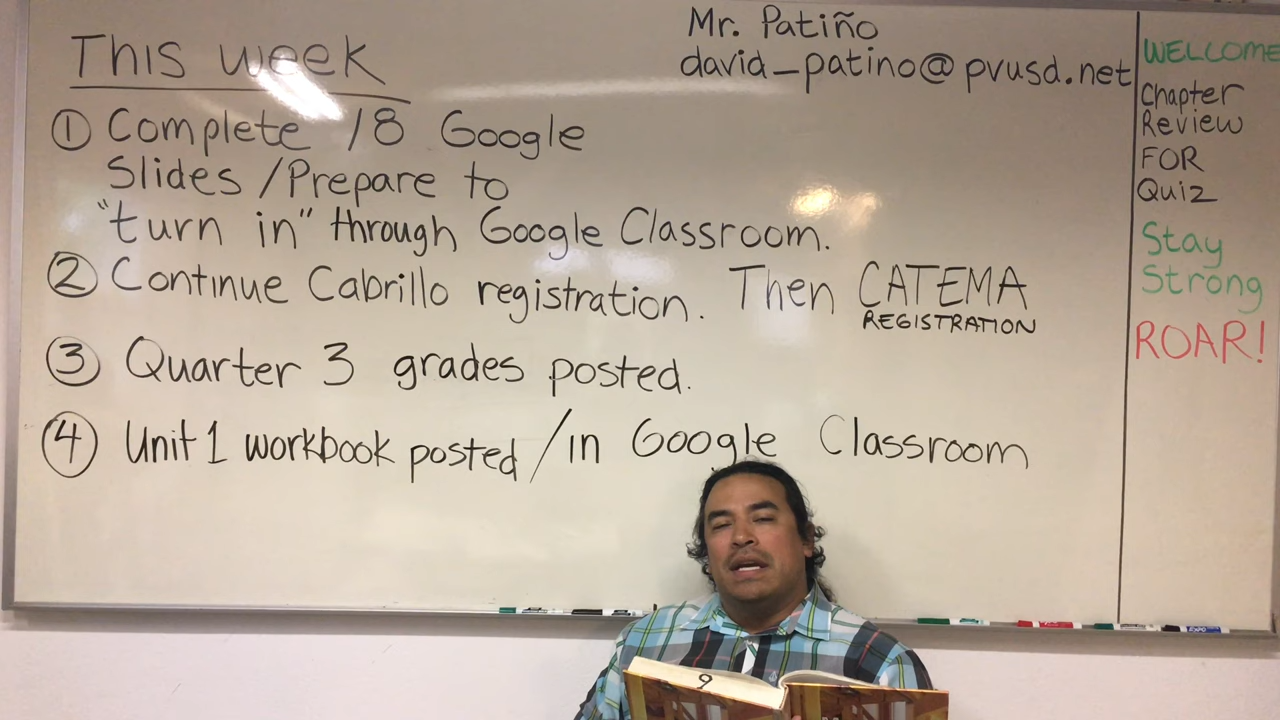 This week
① Complete /8 Google
Slides /Prepare to
"turn in" through Google Classroom.
② Continue Cabrillo registration. Then CATEMA
REGISTRATION
③ Quarter 3 grades posted.
④ Unit 1 workbook posted /in Google Classroom
Mr. Patiño
david_patino@pvusd.net
WELCOME
Chapter
Review
FOR
Quiz
Stay
Strong
ROAR!
9